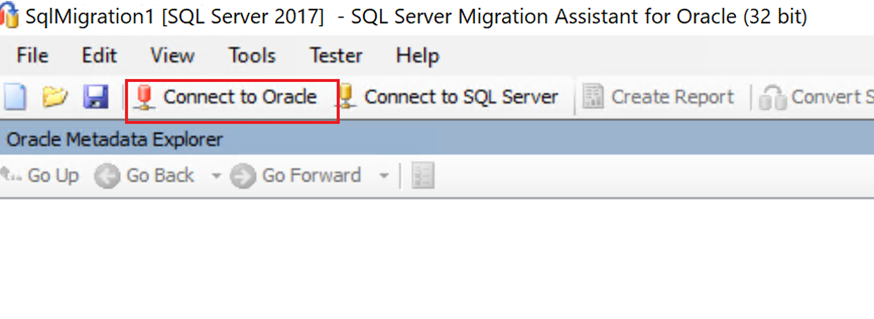 SqlMigration1 [SQL Server 2017] - SQL Server Migration Assistant for Oracle (32 bit)
File Edit View Tools Tester Help
Connect to Oracle Connect to SQL Server Create Report Convert S
Oracle Metadata Explorer
Go Up Go Back Go Forward